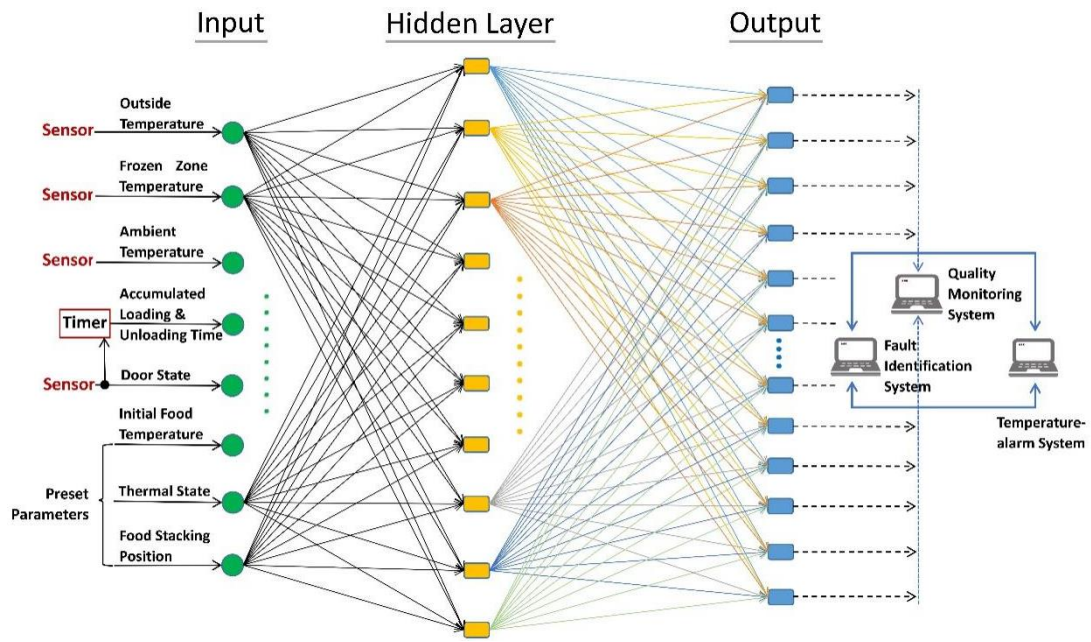 Input
Hidden Layer
Output
Outside
Sensor Temperature
Frozen Zone
Sensor Temperature
Ambient
Sensor Temperature
Accumulated
Timer Loading &
Unloading Time
Sensor Door State
Initial Food
Temperature
Preset
Parameters
Thermal State
Food Stacking
Position
Quality
Monitoring
System
Fault
Identification
System
Temperature-
alarm System